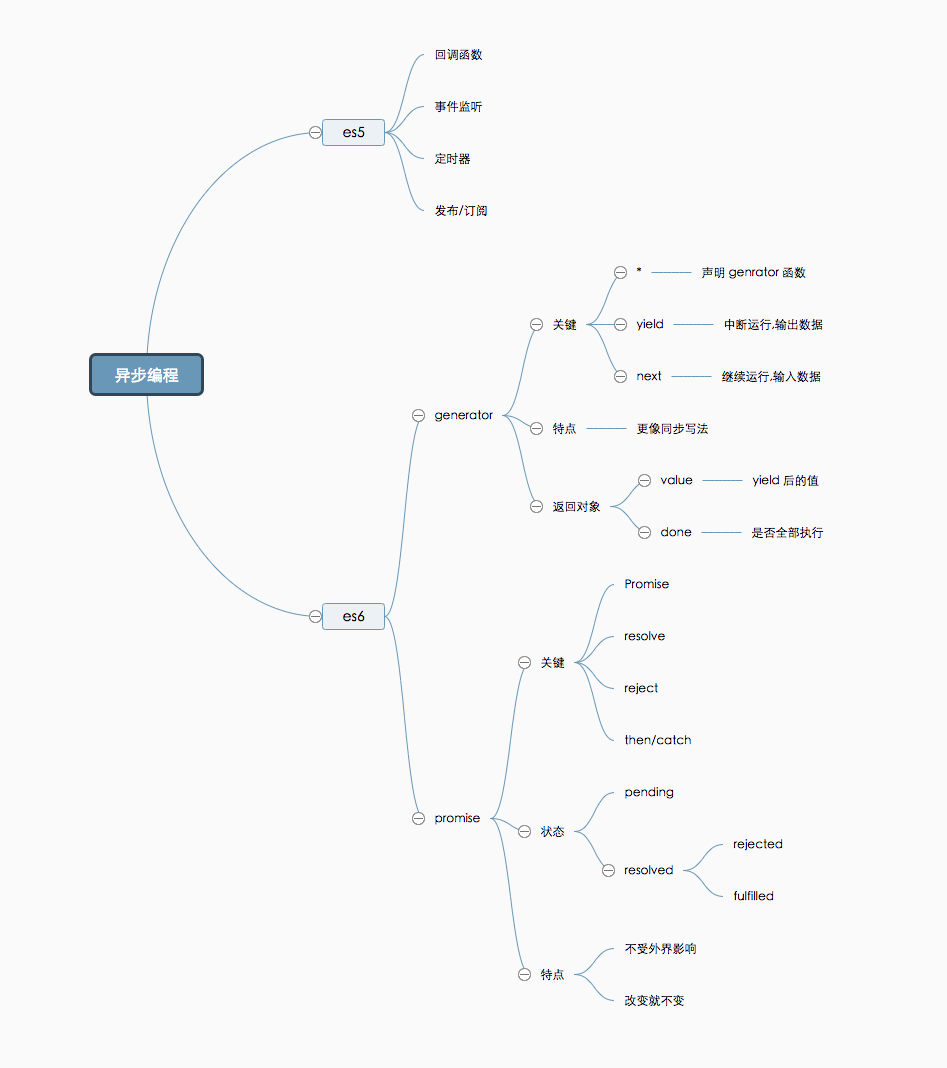 回调函数
事件监听
es5
定时器
发布/订阅
* 声明 genrator 函数
关键 yield 中断运行,输出数据
next 继续运行,输入数据
异步编程
generator
特点 更像同步写法
value yield 后的值
返回对象
done 是否全部执行
Promise
es6
resolve
关键
reject
then/catch
pending
promise
状态
resolved
rejected
fulfilled
不受外界影响
特点
改变就不变